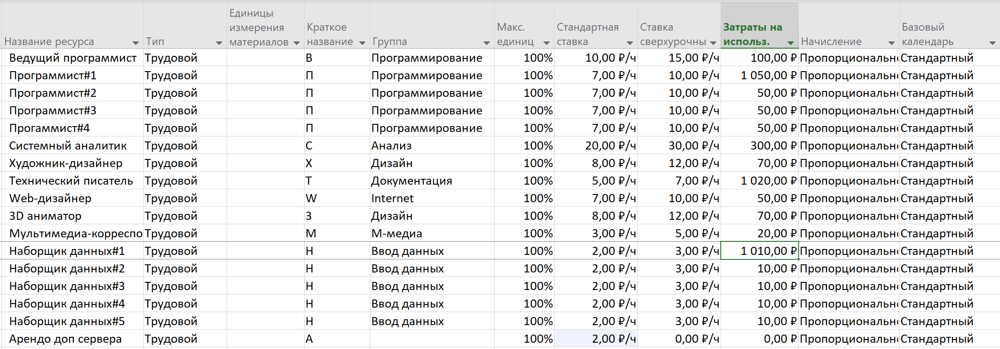 Название ресурса Тип Единицы измерения материалов Краткое название Группа Макс. единиц Стандартная ставка Ставка сверхурочны Затраты на использ. Начисление Базовый календарь
Ведущий программист Трудовой В Программирование 100% 10,00 ₽/ч 15,00 ₽/ч 100,00 ₽ Пропорционально Стандартный
Программист#1 Трудовой П Программирование 100% 7,00 ₽/ч 10,00 ₽/ч 1 050,00 ₽ Пропорционально Стандартный
Программист#2 Трудовой П Программирование 100% 7,00 ₽/ч 10,00 ₽/ч 50,00 ₽ Пропорционально Стандартный
Программист#3 Трудовой П Программирование 100% 7,00 ₽/ч 10,00 ₽/ч 50,00 ₽ Пропорционально Стандартный
Прогаммист#4 Трудовой П Программирование 100% 7,00 ₽/ч 10,00 ₽/ч 50,00 ₽ Пропорционально Стандартный
Системный аналитик Трудовой С Анализ 100% 20,00 ₽/ч 30,00 ₽/ч 300,00 ₽ Пропорционально Стандартный
Художник-дизайнер Трудовой Х Дизайн 100% 8,00 ₽/ч 12,00 ₽/ч 70,00 ₽ Пропорционально Стандартный
Технический писатель Трудовой Т Документация 100% 5,00 ₽/ч 7,00 ₽/ч 1 020,00 ₽ Пропорционально Стандартный
Web-дизайнер Трудовой W Internet 100% 7,00 ₽/ч 10,00 ₽/ч 50,00 ₽ Пропорционально Стандартный
3D аниматор Трудовой 3 Дизайн 100% 8,00 ₽/ч 12,00 ₽/ч 70,00 ₽ Пропорционально Стандартный
Мультимедиа-корреспо Трудовой М М-медиа 100% 3,00 ₽/ч 5,00 ₽/ч 20,00 ₽ Пропорционально Стандартный
Наборщик данных#1 Трудовой Н Ввод данных 100% 2,00 ₽/ч 3,00 ₽/ч 1 010,00 ₽ Пропорционально Стандартный
Наборщик данных#2 Трудовой Н Ввод данных 100% 2,00 ₽/ч 3,00 ₽/ч 10,00 ₽ Пропорционально Стандартный
Наборщик данных#3 Трудовой Н Ввод данных 100% 2,00 ₽/ч 3,00 ₽/ч 10,00 ₽ Пропорционально Стандартный
Наборщик данных#4 Трудовой Н Ввод данных 100% 2,00 ₽/ч 3,00 ₽/ч 10,00 ₽ Пропорционально Стандартный
Наборщик данных#5 Трудовой Н Ввод данных 100% 2,00 ₽/ч 3,00 ₽/ч 10,00 ₽ Пропорционально Стандартный
Арендо доп сервера Трудовой А 100% 2,00 ₽/ч 0,00 ₽/ч 0,00 ₽ Пропорционально Стандартный